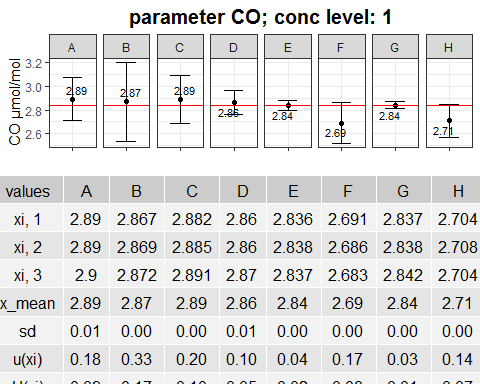 parameter CO; conc level: 1
A B C D E F G H
CO µmol/mol
3.2
3.0
2.8
2.6
2.89 2.87 2.89 2.86 2.84 2.69 2.84 2.71
values A B C D E F G H
xi, 1 2.89 2.867 2.882 2.86 2.836 2.691 2.837 2.704
xi, 2 2.89 2.869 2.885 2.86 2.838 2.686 2.838 2.708
xi, 3 2.9 2.872 2.891 2.87 2.837 2.683 2.842 2.704
x_mean 2.89 2.87 2.89 2.86 2.84 2.69 2.84 2.71
sd 0.01 0.00 0.00 0.01 0.00 0.00 0.00 0.00
u(xi) 0.18 0.33 0.20 0.10 0.04 0.17 0.03 0.14